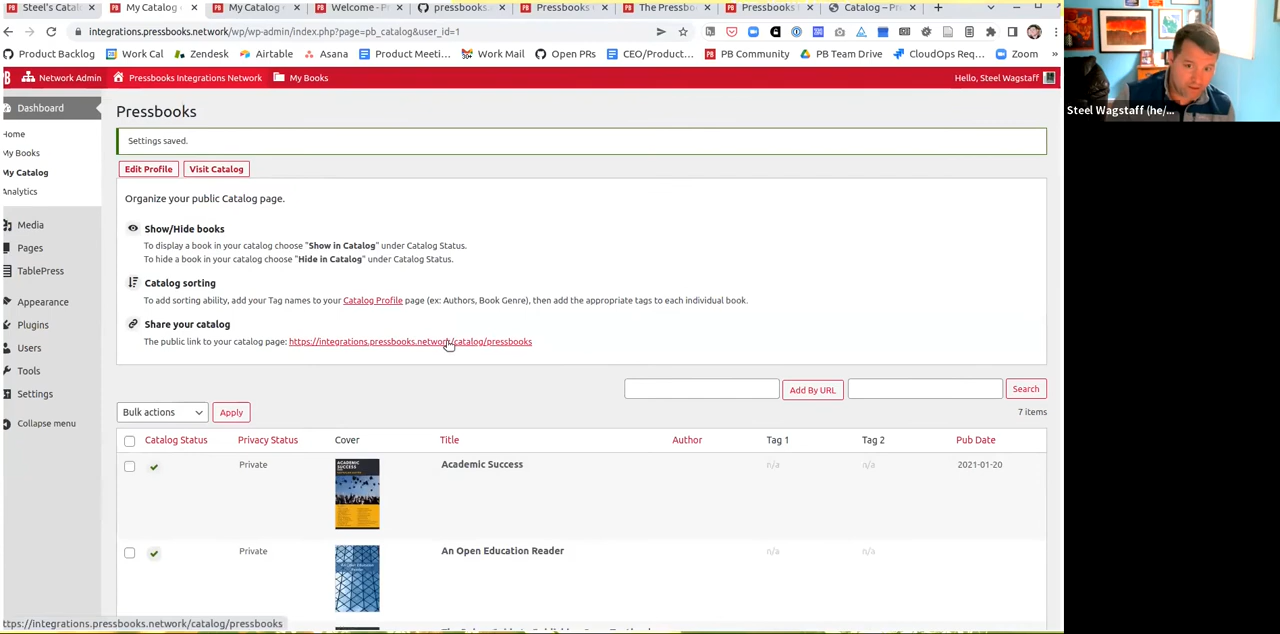 Steel's Cata
My Catalog
My Catalog
Welcome - P
pressbooks
Pressbooks
The Pressbo
Pressbooks
Catalog - Pr
integrations.pressbooks.network/wp/wp-admin/index.php?page=pb_catalog&user_id=1
Product Backlog
Work Cal
Zendesk
Airtable
Asana
Product Meeti...
Work Mail
Open PRs
CEO/Product...
PB Community
PB Team Drive
CloudOps Req...
Zoom
»
Network Admin
Pressbooks Integrations Network
My Books
Hello, Steel Wagstaff
Steel Wagstaff (he/...
Dashboard
Home
My Books
My Catalog
Analytics
Media
Pages
TablePress
Appearance
Plugins
Users
Tools
Settings
Collapse menu
Pressbooks
Settings saved.
Edit Profile
Visit Catalog
Organize your public Catalog page.
Show/Hide books
To display a book in your catalog choose "Show in Catalog" under Catalog Status.
To hide a book in your catalog choose "Hide in Catalog" under Catalog Status.
Catalog sorting
To add sorting ability, add your Tag names to your Catalog Profile page (ex: Authors, Book Genre), then add the appropriate tags to each individual book.
Share your catalog
The public link to your catalog page: https://integrations.pressbooks.network/catalog/pressbooks
Add By URL
Search
Bulk actions
Apply
7 items
Catalog Status
Privacy Status
Cover
Title
Author
Tag 1
Tag 2
Pub Date
Private
ACADEMIC
SUCCESS
Academic Success
n/a
n/a
2021-01-20
Private
An Open Education
Reader
An Open Education Reader
n/a
n/a
ttps://integrations.pressbooks.network/catalog/pressbooks